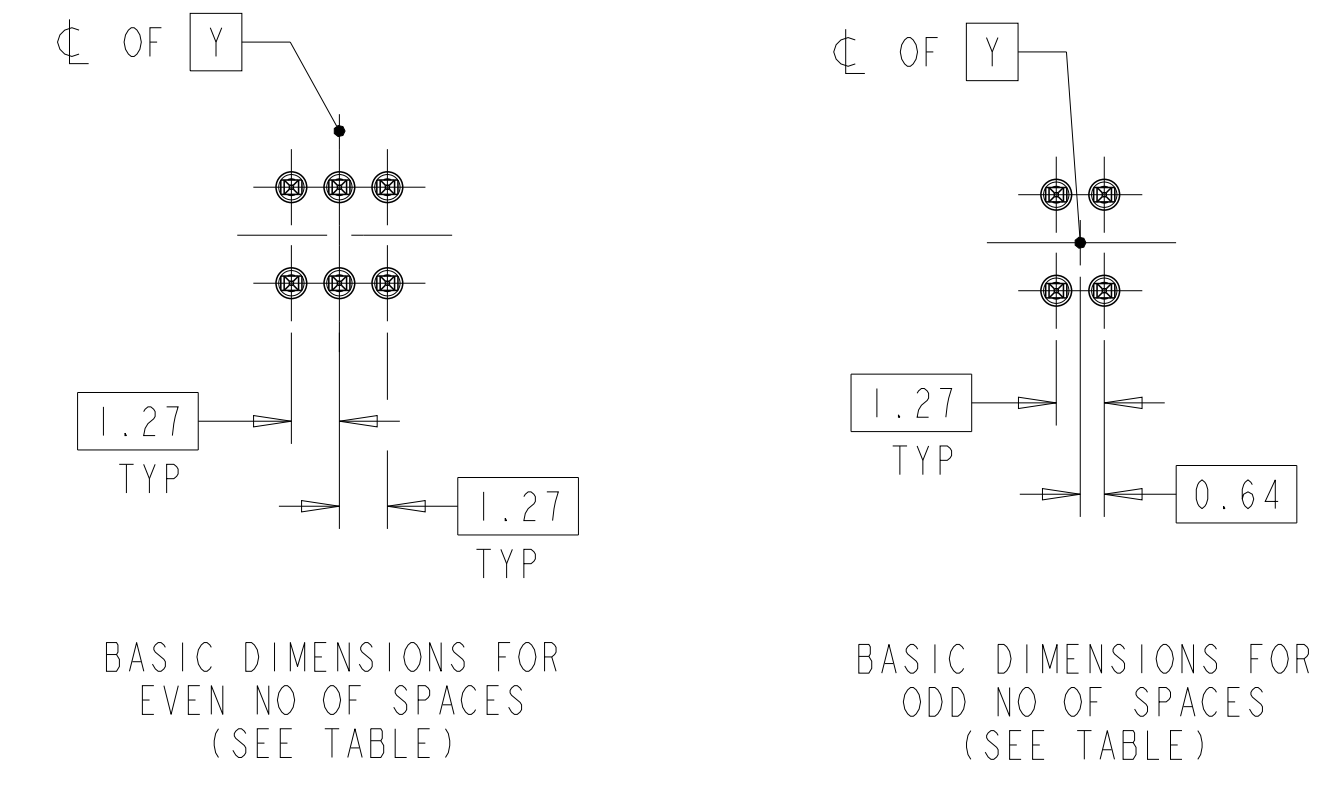 ℄ OF Y
1.27
TYP
1.27
TYP
BASIC DIMENSIONS FOR
EVEN NO OF SPACES
(SEE TABLE)
℄ OF Y
1.27
TYP
0.64
BASIC DIMENSIONS FOR
ODD NO OF SPACES
(SEE TABLE)